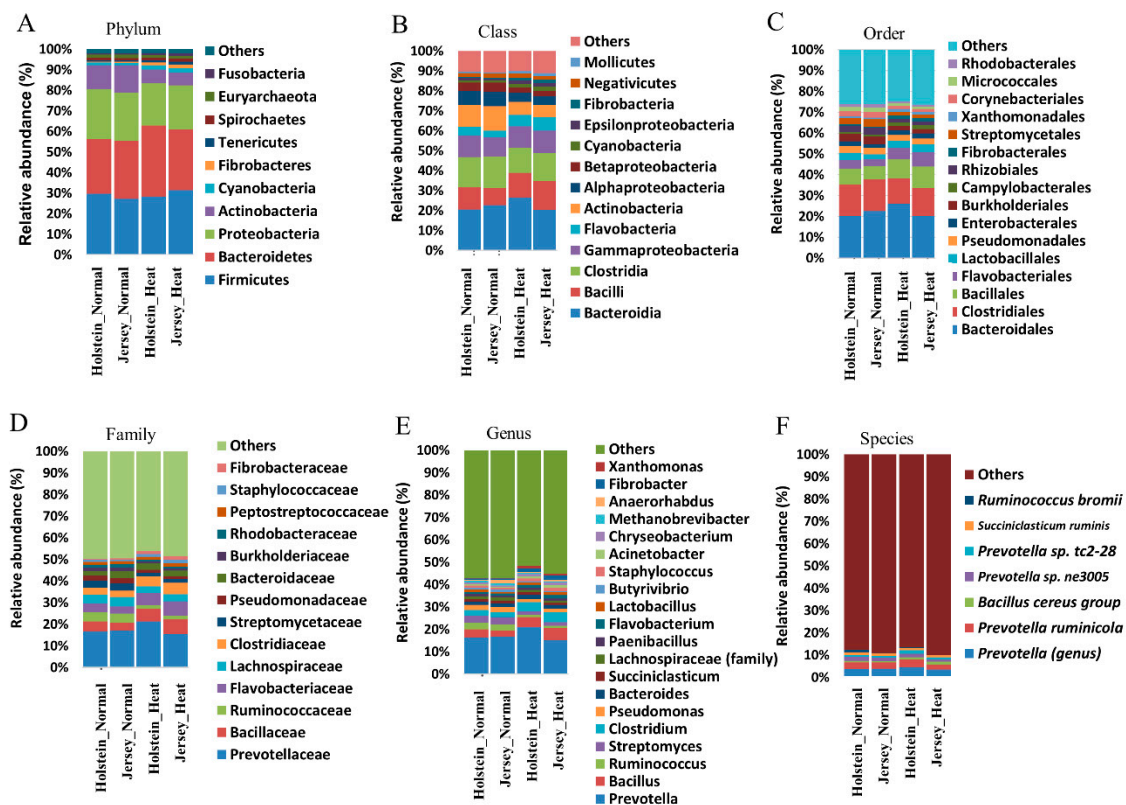 A
Phylum
Relative abundance (%)
100%
90%
80%
70%
60%
50%
40%
30%
20%
10%
0%
Holstein_Normal
Jersey_Normal
Holstein_Heat
Jersey_Heat
Others
Fusobacteria
Euryarchaeota
Spirochaetes
Tenericutes
Fibrobacteres
Cyanobacteria
Actinobacteria
Proteobacteria
Bacteroidetes
Firmicutes
B
Class
Relative abundance (%)
100%
90%
80%
70%
60%
50%
40%
30%
20%
10%
0%
Holstein_Normal
Jersey_Normal
Holstein_Heat
Jersey_Heat
Others
Mollicutes
Negativicutes
Fibrobacteria
Epsilonproteobacteria
Cyanobacteria
Betaproteobacteria
Alphaproteobacteria
Actinobacteria
Flavobacteria
Gammaproteobacteria
Clostridia
Bacilli
Bacteroidia
C
Order
Relative abundance (%)
100%
90%
80%
70%
60%
50%
40%
30%
20%
10%
0%
Holstein_Normal
Jersey_Normal
Holstein_Heat
Jersey_Heat
Others
Rhodobacterales
Micrococcales
Corynebacteriales
Xanthomonadales
Streptomycetales
Fibrobacterales
Rhizobiales
Campylobacterales
Burkholderiales
Enterobacterales
Pseudomonadales
Lactobacillales
Flavobacteriales
Bacillales
Clostridiales
Bacteroidales
D
Family
Relative abundance (%)
100%
90%
80%
70%
60%
50%
40%
30%
20%
10%
0%
Holstein_Normal
Jersey_Normal
Holstein_Heat
Jersey_Heat
Others
Fibrobacteraceae
Staphylococcaceae
Peptostreptococcaceae
Rhodobacteraceae
Burkholderiaceae
Bacteroidaceae
Pseudomonadaceae
Streptomycetaceae
Clostridiaceae
Lachnospiraceae
Flavobacteriaceae
Ruminococcaceae
Bacillaceae
Prevotellaceae
E
Genus
Relative abundance (%)
100%
90%
80%
70%
60%
50%
40%
30%
20%
10%
0%
Holstein_Normal
Jersey_Normal
Holstein_Heat
Jersey_Heat
Others
Xanthomonas
Fibrobacter
Anaerorhabdus
Methanobrevibacter
Chryseobacterium
Acinetobacter
Staphylococcus
Butyrivibrio
Lactobacillus
Flavobacterium
Paenibacillus
Lachnospiraceae (family)
Succiniclasticum
Bacteroides
Pseudomonas
Clostridium
Streptomyces
Ruminococcus
Bacillus
Prevotella
F
Species
Relative abundance (%)
100%
90%
80%
70%
60%
50%
40%
30%
20%
10%
0%
Holstein_Normal
Jersey_Normal
Holstein_Heat
Jersey_Heat
Others
Ruminococcus bromii
Succiniclasticum ruminis
Prevotella sp. tc2-28
Prevotella sp. ne3005
Bacillus cereus group
Prevotella ruminicola
Prevotella (genus)